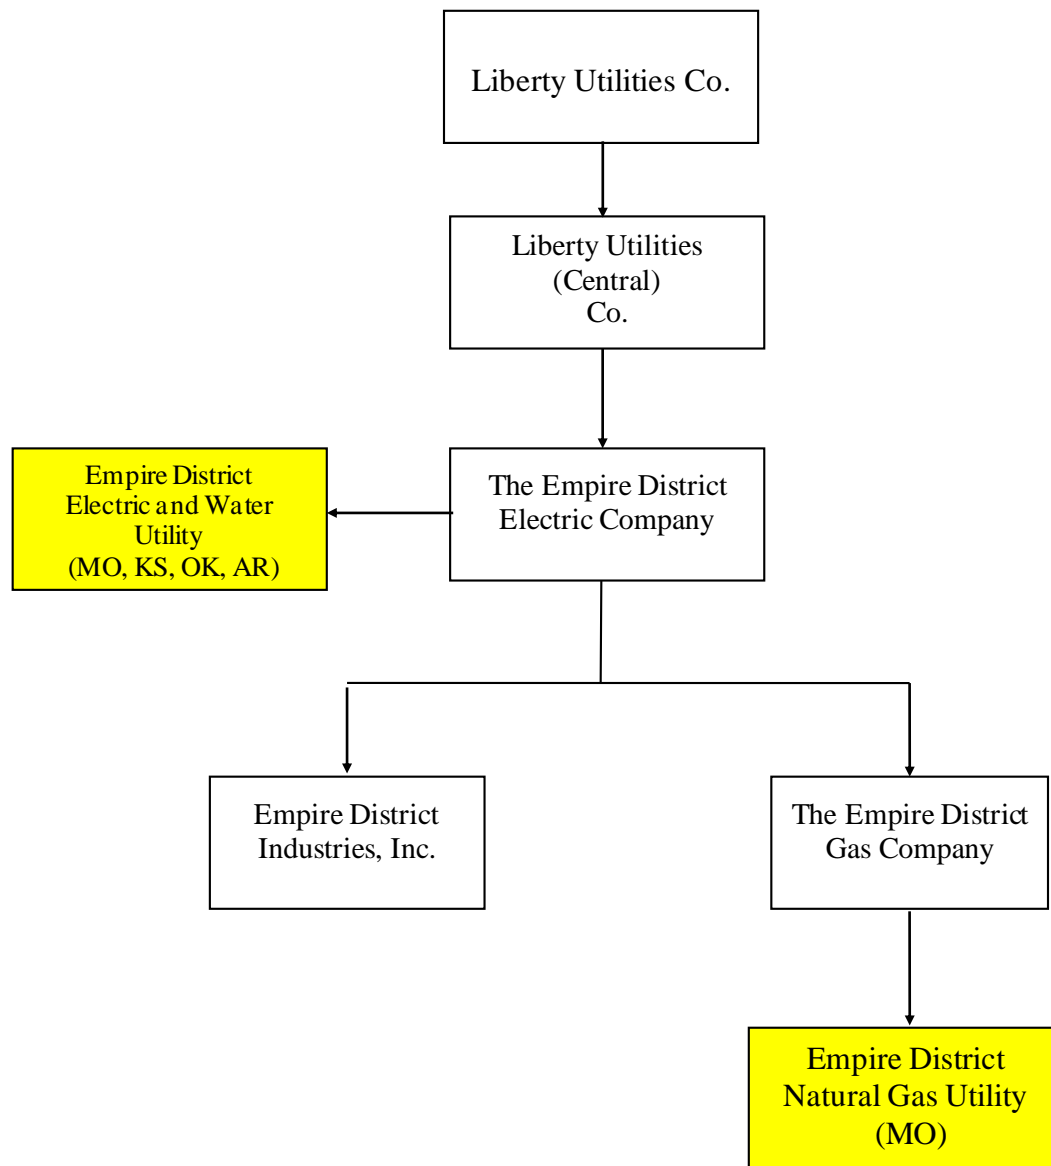 Liberty Utilities Co.
Liberty Utilities
(Central)
Co.
Empire District
Electric and Water
Utility
(MO, KS, OK, AR)
The Empire District
Electric Company
Empire District
Industries, Inc.
The Empire District
Gas Company
Empire District
Natural Gas Utility
(MO)